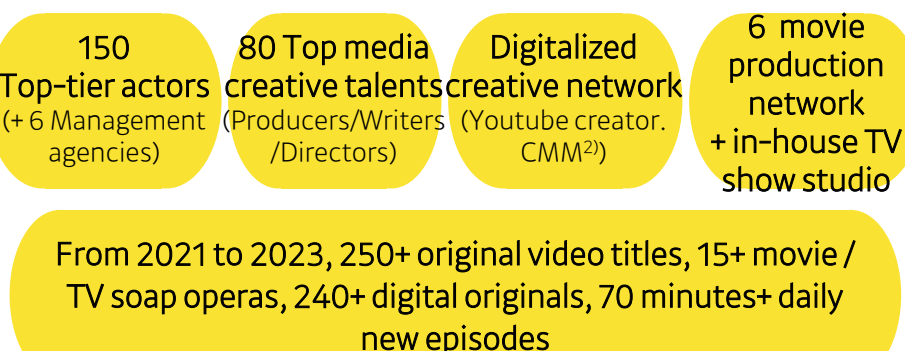 150
Top-tier actors
(+ 6 Management
agencies)
80 Top media
creative talents
(Producers/Writers
/Directors)
Digitalized
creative network
(Youtube creator.
CMM2))
6 movie
production
network
+ in-house TV
show studio
From 2021 to 2023, 250+ original video titles, 15+ movie /
TV soap operas, 240+ digital originals, 70 minutes+ daily
new episodes